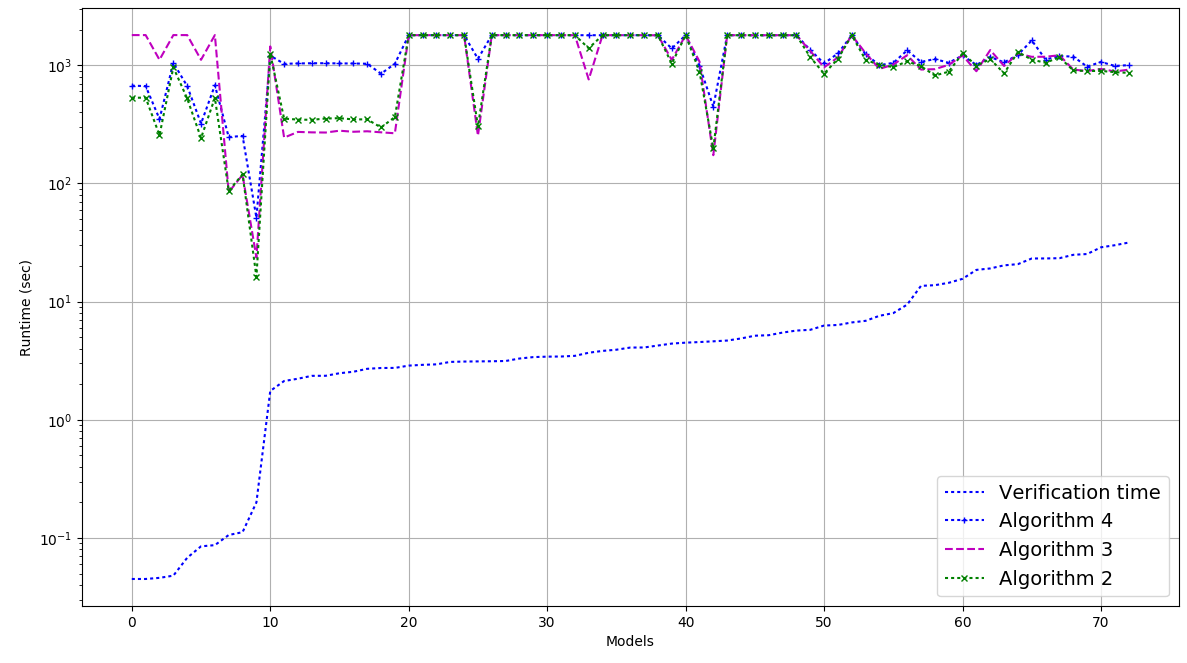 Runtime (sec)
10³
10²
10¹
10⁰
10⁻¹
0 10 20 30 40 50 60 70
Models
Verification time
Algorithm 4
Algorithm 3
Algorithm 2